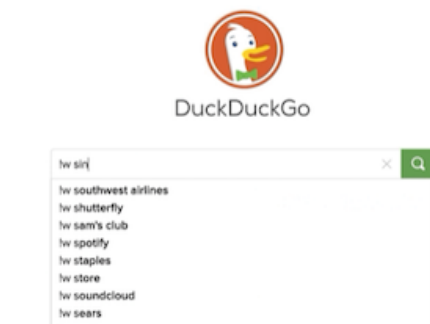 DuckDuckGo
!w sin
!w southwest airlines
!w shutterfly
!w sam's club
!w spotify
!w staples
!w store
!w soundcloud
!w sears